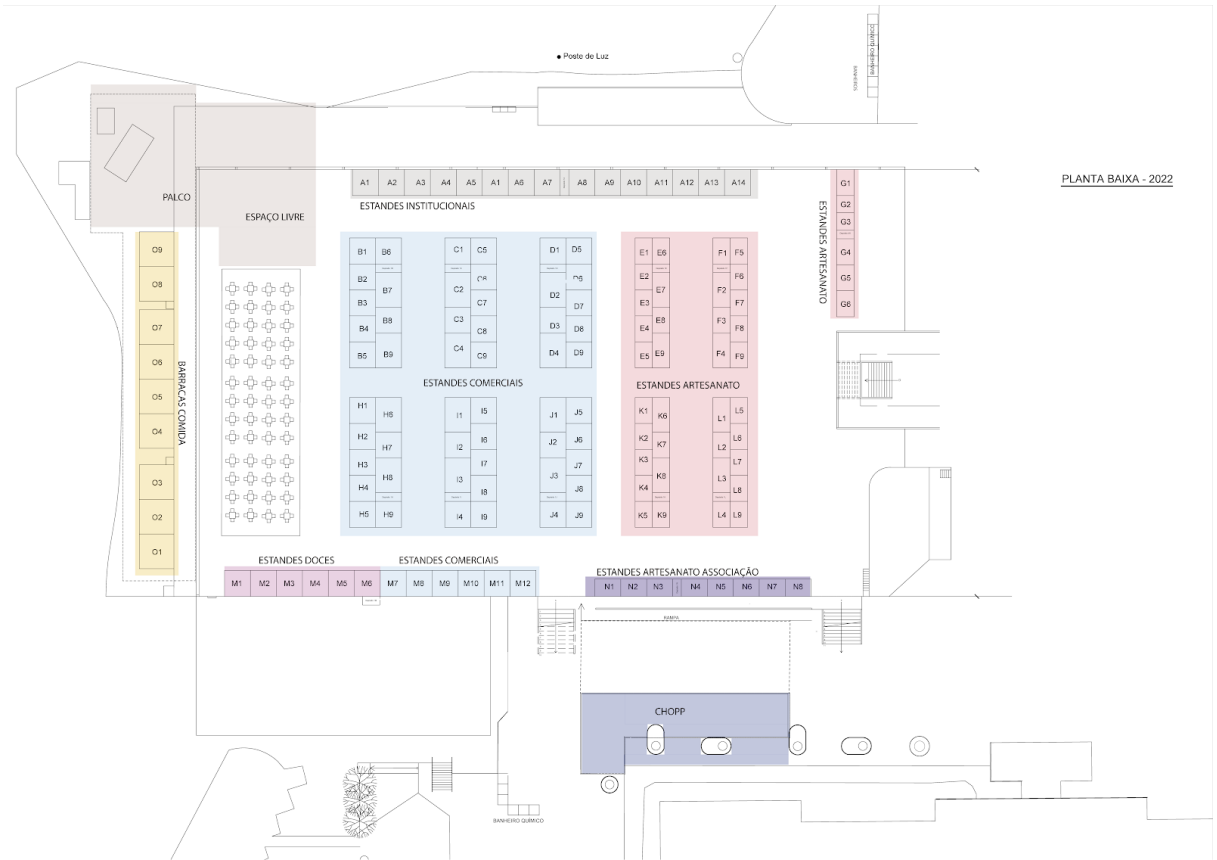 Poste de Luz
BANHEIRO QUIMICO
BANHEIROS
PLANTA BAIXA - 2022
PALCO
ESPAÇO LIVRE
A1 A2 A3 A4 A5 A1 A6 A7 A8 A9 A10 A11 A12 A13 A14
ESTANDES INSTITUCIONAIS
G1
G2
G3
G4
G5
G6
ESTANDES ARTESANATO
O9
O8
O7
O6
O5
O4
O3
O2
O1
BARRACAS COMIDA
B1 B6
B2
B7
B3
B8
B4
B5 B9
C1 C5
C6
C2
C7
C3
C8
C4
C9
D1 D5
D6
D2
D7
D3 D8
D4 D9
E1 E6
E2
E7
E3
E8
E4
E5 E9
F1 F5
F6
F2
F7
F3
F8
F4 F9
ESTANDES COMERCIAIS
ESTANDES ARTESANATO
H1
H6
H2
H7
H3
H8
H4
H5 H9
I1 I5
I6
I2
I7
I3
I8
I4 I9
J1 J5
J2 J6
J7
J3
J8
J4 J9
K1
K6
K2
K7
K3
K8
K4
K5 K9
L5
L1
L6
L2
L7
L3
L8
L4 L9
ESTANDES DOCES
ESTANDES COMERCIAIS
M1 M2 M3 M4 M5 M6 M7 M8 M9 M10 M11 M12
ESTANDES ARTESANATO ASSOCIAÇÃO
N1 N2 N3 N4 N5 N6 N7 N8
RAMPA
CHOPP
BANHEIRO QUIMICO